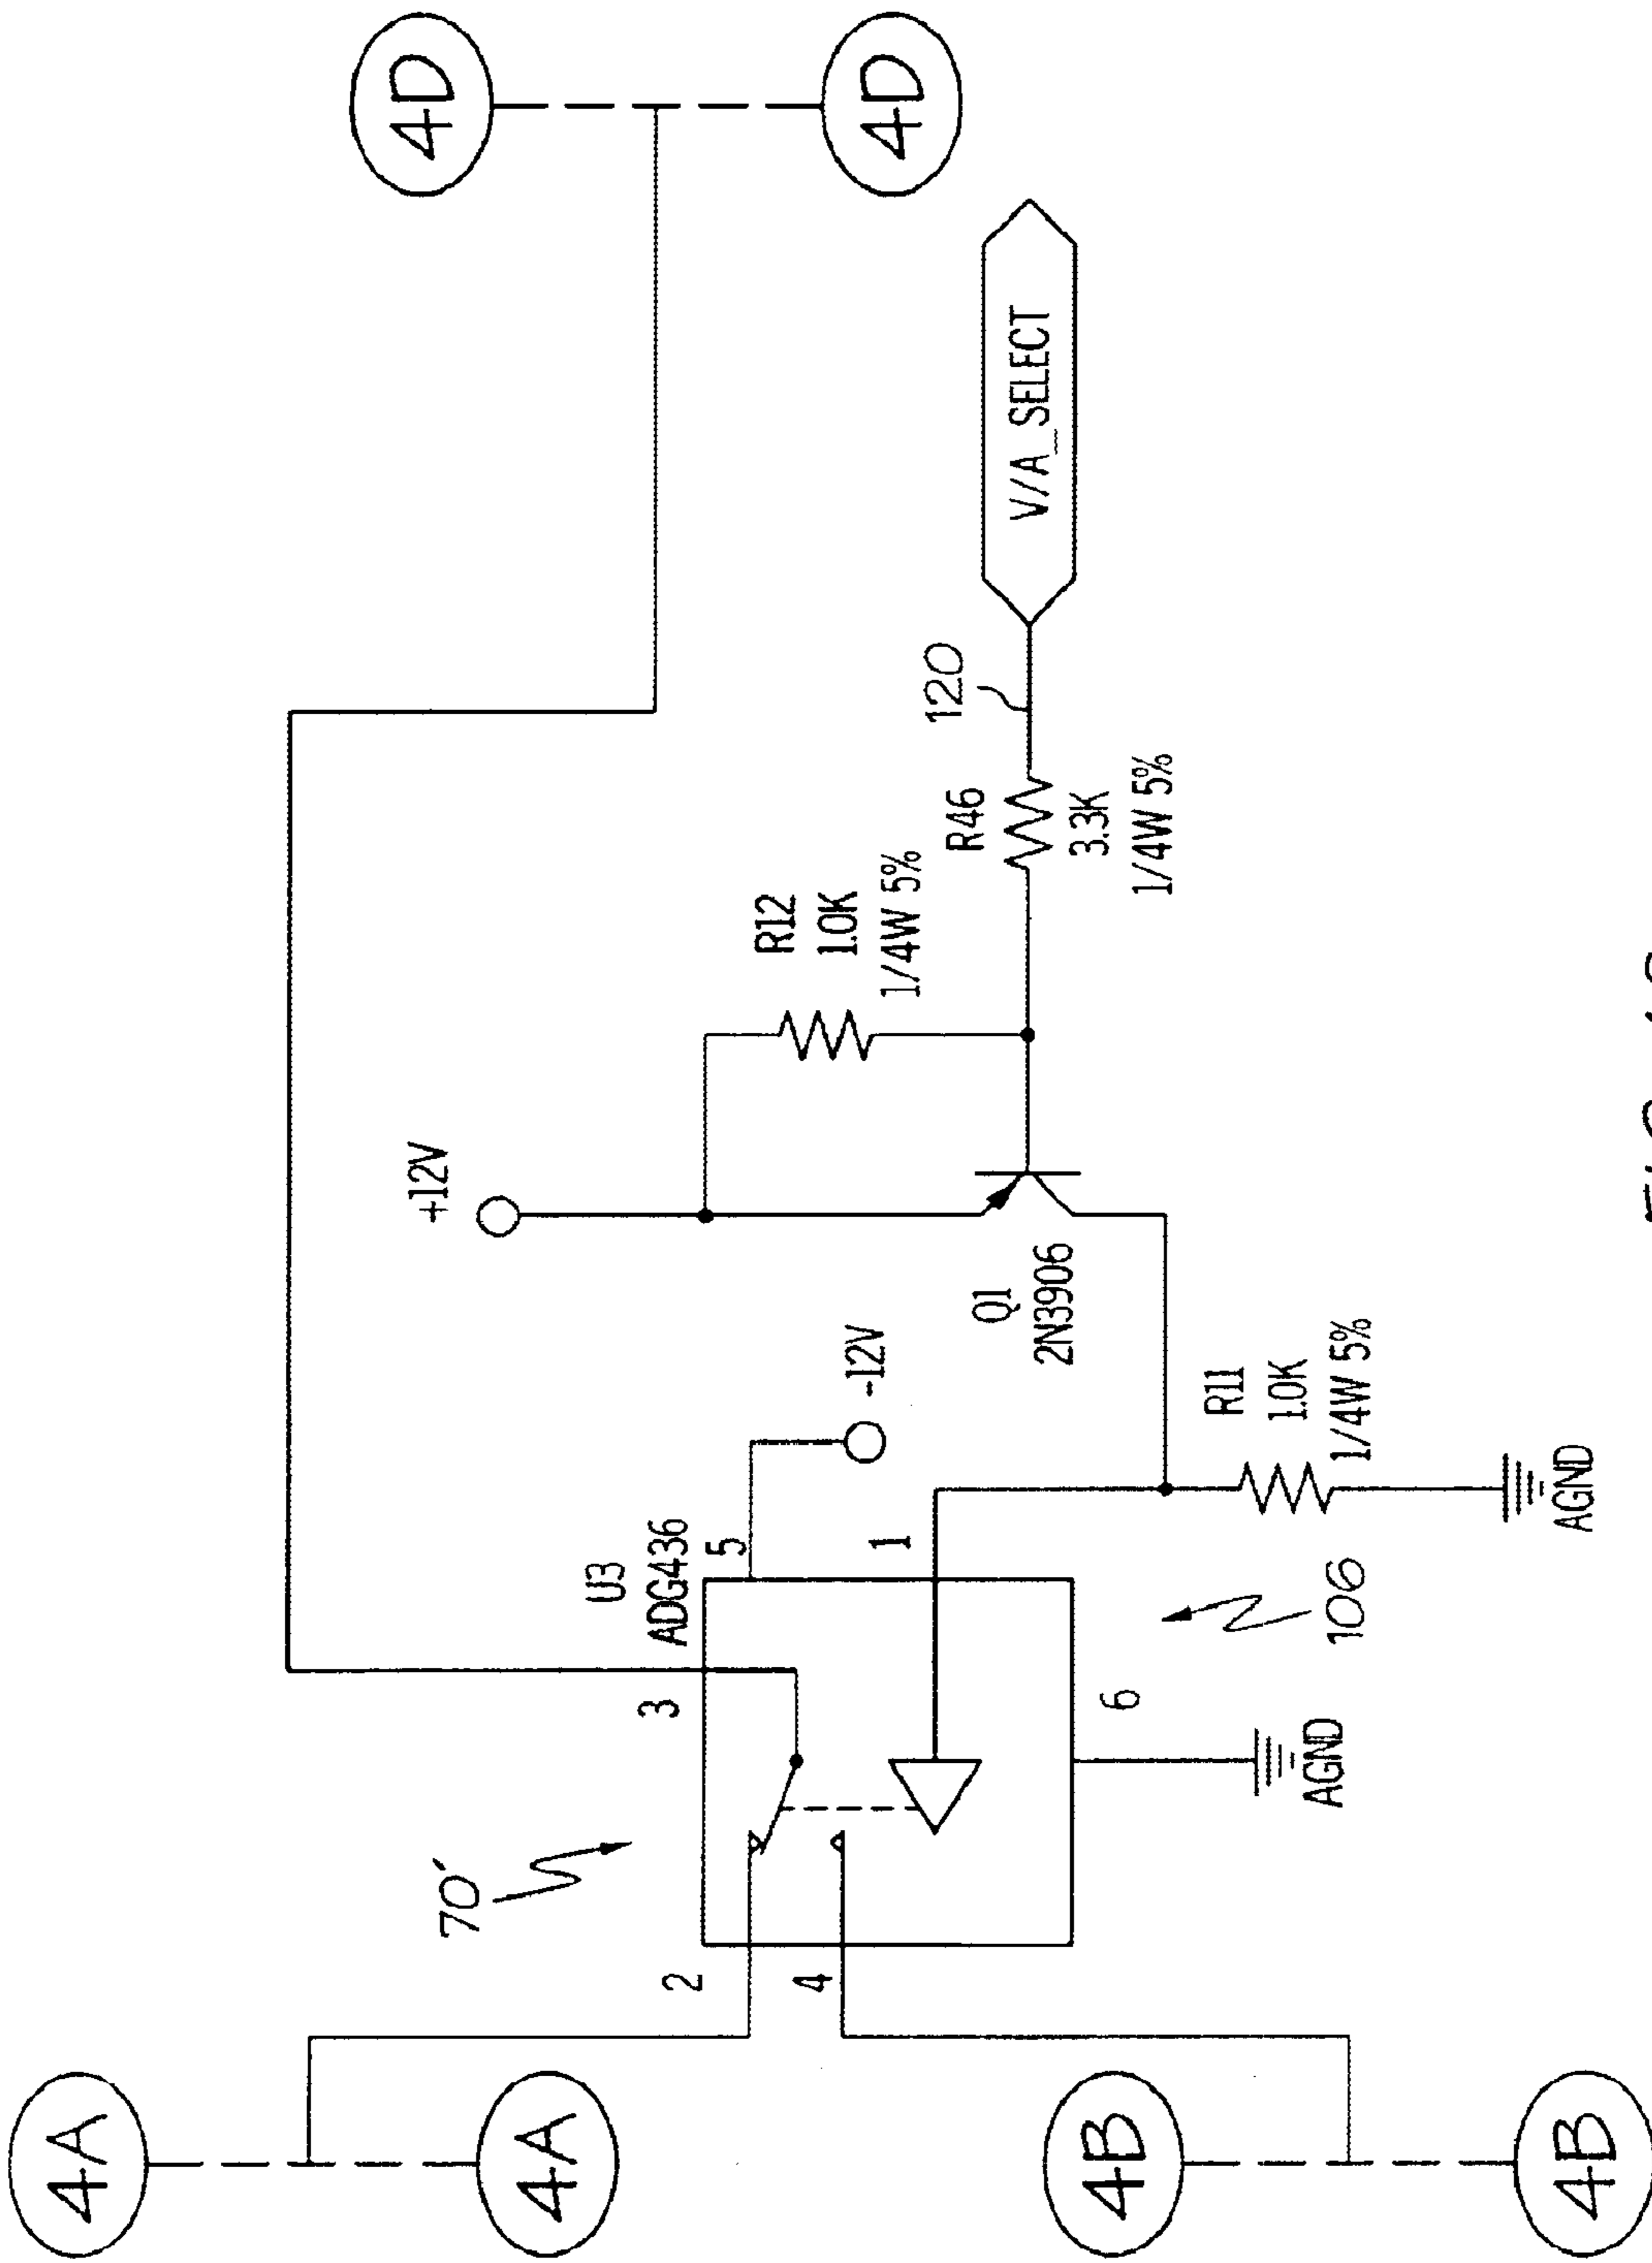 4A
4A
4D
4D
70'
+12V
U3
ADG436
3
2
5
4
1
6
-12V
R12
1.0K
1/4W 5%
120
R46
3.3K
1/4W 5%
V/A_SELECT
Q1
2N3906
4B
4B
R11
1.0K
1/4W 5%
106
AGND
AGND